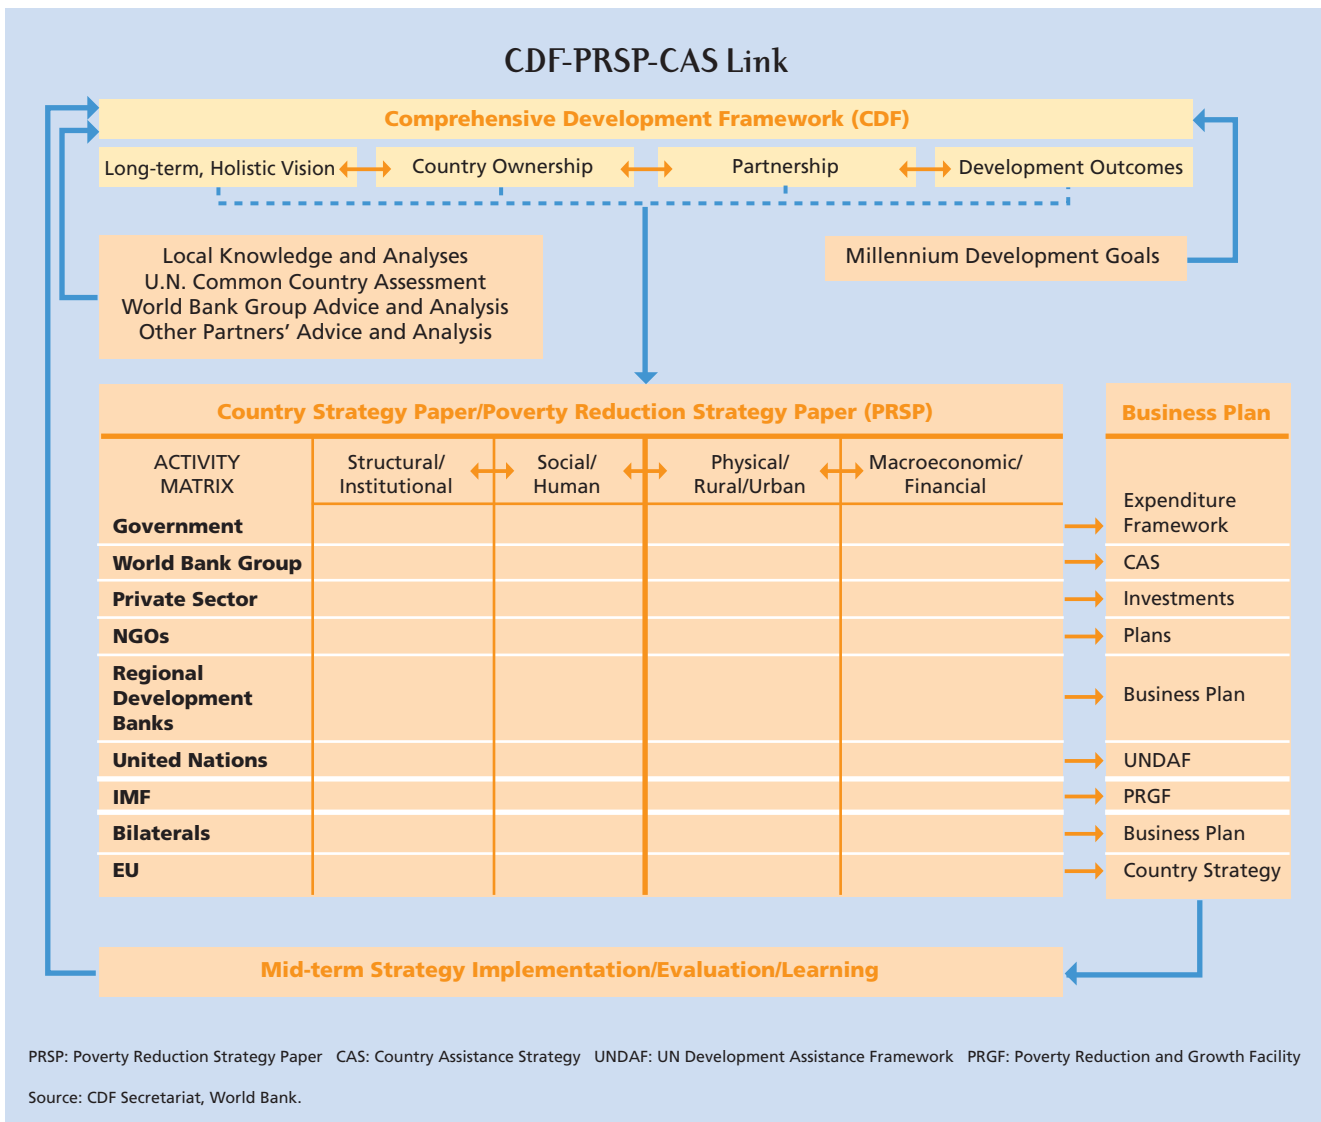 CDF-PRSP-CAS Link
Comprehensive Development Framework (CDF)
Long-term, Holistic Vision
Country Ownership
Partnership
Development Outcomes
Local Knowledge and Analyses
U.N. Common Country Assessment
World Bank Group Advice and Analysis
Other Partners’ Advice and Analysis
Millennium Development Goals
Country Strategy Paper/Poverty Reduction Strategy Paper (PRSP)
Business Plan
ACTIVITY
MATRIX
Structural/
Institutional
Social/
Human
Physical/
Rural/Urban
Macroeconomic/
Financial
Government
Expenditure
Framework
World Bank Group
CAS
Private Sector
Investments
NGOs
Plans
Regional
Development
Banks
Business Plan
United Nations
UNDAF
IMF
PRGF
Bilaterals
Business Plan
EU
Country Strategy
Mid-term Strategy Implementation/Evaluation/Learning
PRSP: Poverty Reduction Strategy Paper CAS: Country Assistance Strategy UNDAF: UN Development Assistance Framework PRGF: Poverty Reduction and Growth Facility
Source: CDF Secretariat, World Bank.